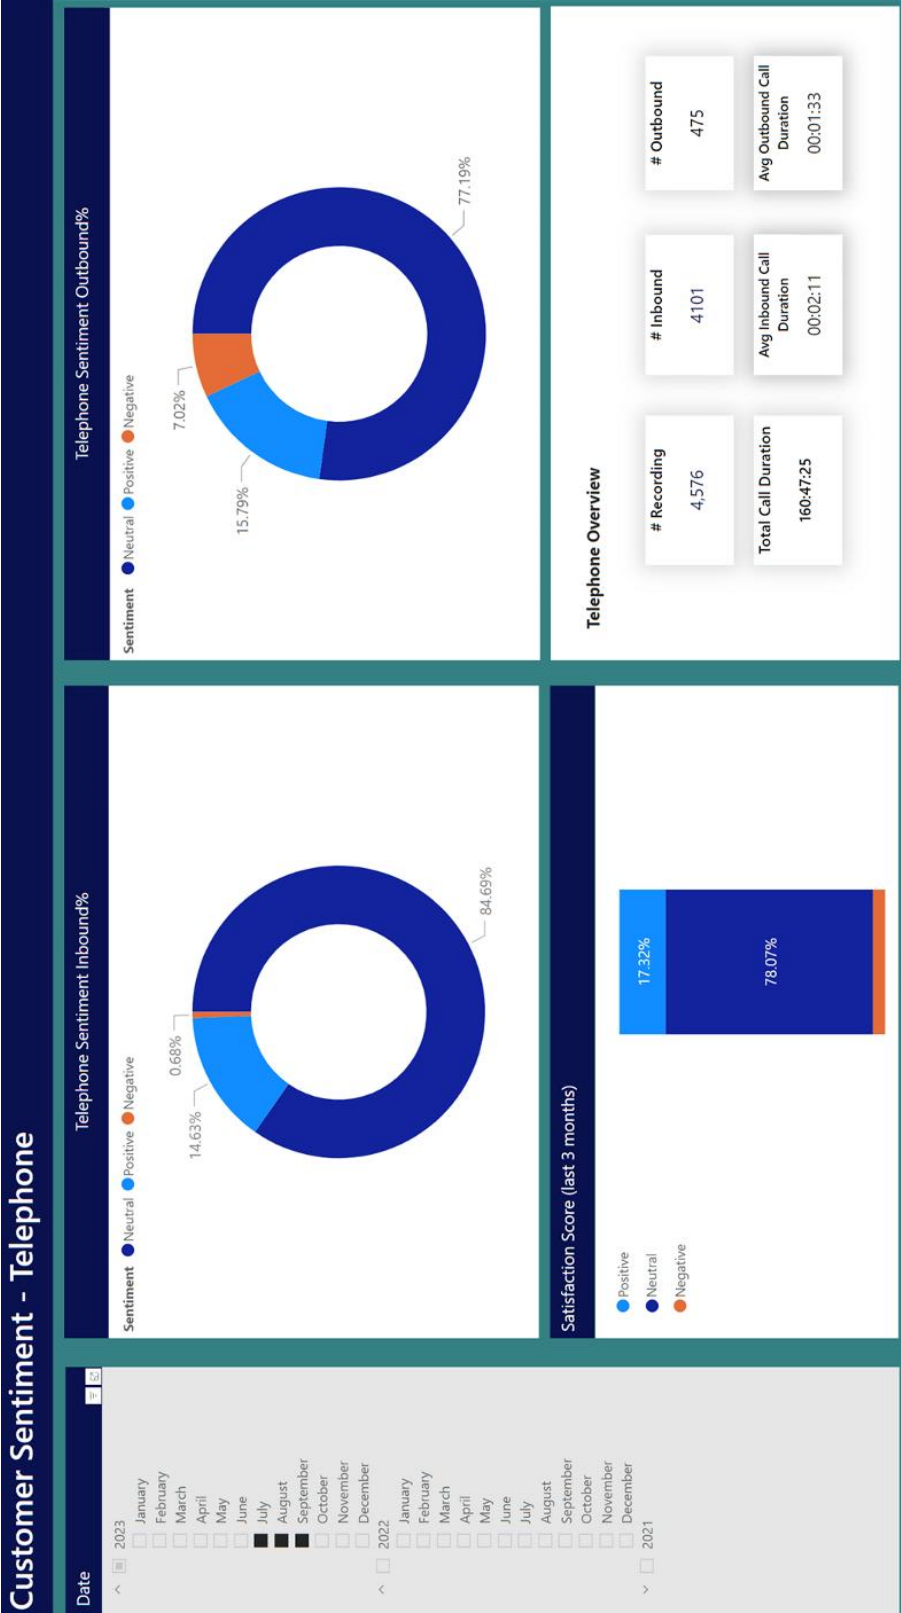 Customer Sentiment - Telephone
Date
2023
January
February
March
April
May
June
July
August
September
October
November
December
2022
January
February
March
April
May
June
July
August
September
October
November
December
2021
Telephone Sentiment Inbound%
Sentiment Neutral Positive Negative
0.68%
14.63%
84.69%
Telephone Sentiment Outbound%
Sentiment Neutral Positive Negative
7.02%
15.79%
77.19%
Satisfaction Score (last 3 months)
Positive
Neutral
Negative
17.32%
78.07%
Telephone Overview
# Recording
4,576
# Inbound
4101
# Outbound
475
Total Call Duration
160:47:25
Avg Inbound Call
Duration
00:02:11
Avg Outbound Call
Duration
00:01:33